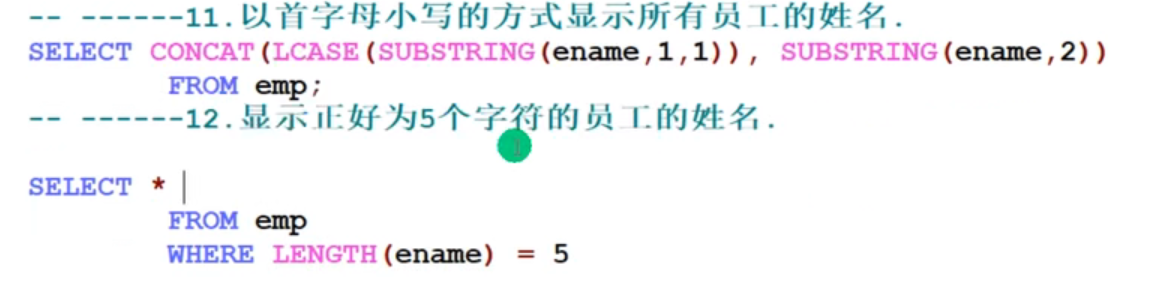 -- ------11.以首字母小写的方式显示所有员工的姓名.
SELECT CONCAT(LCASE(SUBSTRING(ename,1,1)), SUBSTRING(ename,2))
FROM emp;
-- ------12.显示正好为5个字符的员工的姓名.
SELECT *
FROM emp
WHERE LENGTH(ename) = 5